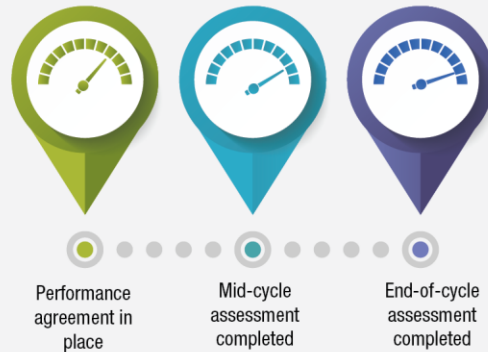 Performance
agreement in
place
Mid-cycle
assessment
completed
End-of-cycle
assessment
completed